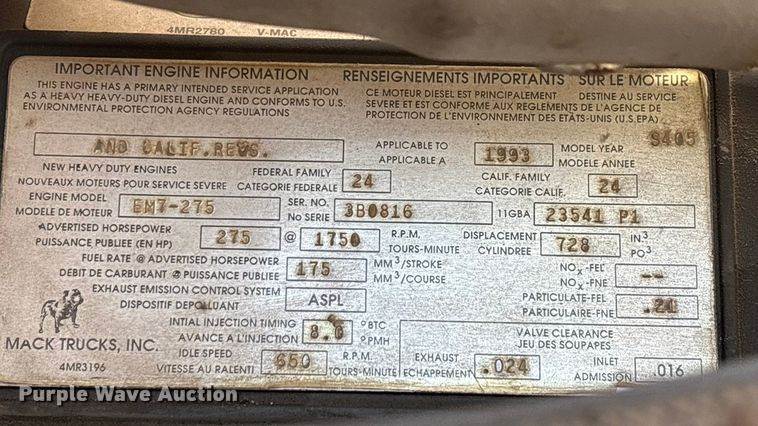 4MR2780 V-MAC
IMPORTANT ENGINE INFORMATION RENSEIGNEMENTS IMPORTANTS SUR LE MOTEUR
THIS ENGINE HAS A PRIMARY INTENDED SERVICE APPLICATION CE MOTEUR DIESEL EST PRINCIPALEMENT DESTINE AU SERVICE
AS A HEAVY HEAVY-DUTY DIESEL ENGINE AND CONFORMS TO U.S. SEVERE ET EST CONFORME AUX REGLEMENTS DE L'AGENCE DE
ENVIRONMENTAL PROTECTION AGENCY REGULATIONS PROTECTION DE L'ENVIRONNEMENT DES ÉTATS-UNIS (U.S.EPA.)
S405
AND CALIF.REGS. APPLICABLE TO 1993 MODEL YEAR
APPLICABLE A MODELE ANNEE
NEW HEAVY DUTY ENGINES FEDERAL FAMILY 24 CALIF. FAMILY 24
NOUVEAUX MOTEURS POUR SERVICE SEVERE CATEGORIE FEDERALE CATEGORIE CALIF.
ENGINE MODEL EM7-275 SER. NO. 3B0816 11GBA 23541 P1
MODÈLE DE MOTEUR No SERIE
ADVERTISED HORSEPOWER 275 @ 1750 R.P.M. DISPLACEMENT 728 IN3
PUISSANCE PUBLIEE (EN HP) TOURS-MINUTE CYLINDREE PO3
FUEL RATE @ ADVERTISED HORSEPOWER 175 MM3/STROKE NOX-FEL --
DEBIT DE CARBURANT @ PUISSANCE PUBLIEE MM3/COURSE NOX-FNE
EXHAUST EMISSION CONTROL SYSTEM ASPL PARTICULATE-FEL .21
DISPOSITIF DEPOLLUANT PARTICULAIRE-FNE
INTIAL INJECTION TIMING °BTC VALVE CLEARANCE
AVANCE A L'INJECTION °PMH JEU DES SOUPAPES
MACK TRUCKS, INC.
IDLE SPEED 650 R.P.M. EXHAUST .024 INLET .016
4MR3196 VITESSE AU RALENTI TOURS-MINUTE ECHAPPEMENT ADMISSION
Purple Wave Auction